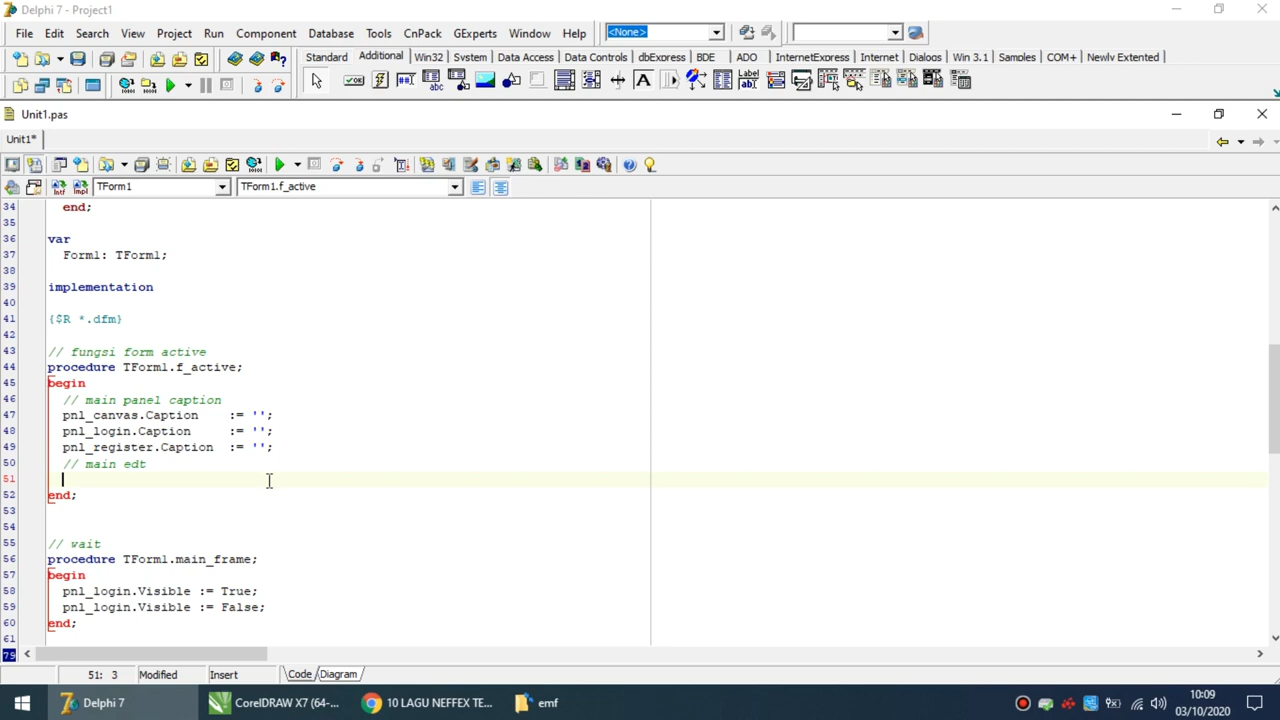 Delphi 7 - Project1
File Edit Search View Project Run Component Database Tools CnPack GExperts Window Help <None>
Standard Additional Win32 System Data Access Data Controls dbExpress BDE ADO InternetExpress Internet Dialogs Win 3.1 Samples COM+ Newlv Extented
Unit1.pas
Unit1*
TForm1 TForm1.f_active
34 end;
35
36 var
37 Form1: TForm1;
38
39 implementation
40
41 {$R *.dfm}
42
43 // fungsi form active
44 procedure TForm1.f_active;
45 begin
46 // main panel caption
47 pnl_canvas.Caption := '';
48 pnl_login.Caption := '';
49 pnl_register.Caption := '';
50 // main edt
51
52 end;
53
54
55 // wait
56 procedure TForm1.main_frame;
57 begin
58 pnl_login.Visible := True;
59 pnl_login.Visible := False;
60 end;
61
79
51: 3 Modified Insert Code Diagram
Delphi 7 CorelDRAW X7 (64-... 10 LAGU NEFFEX TE... emf
10:09
03/10/2020